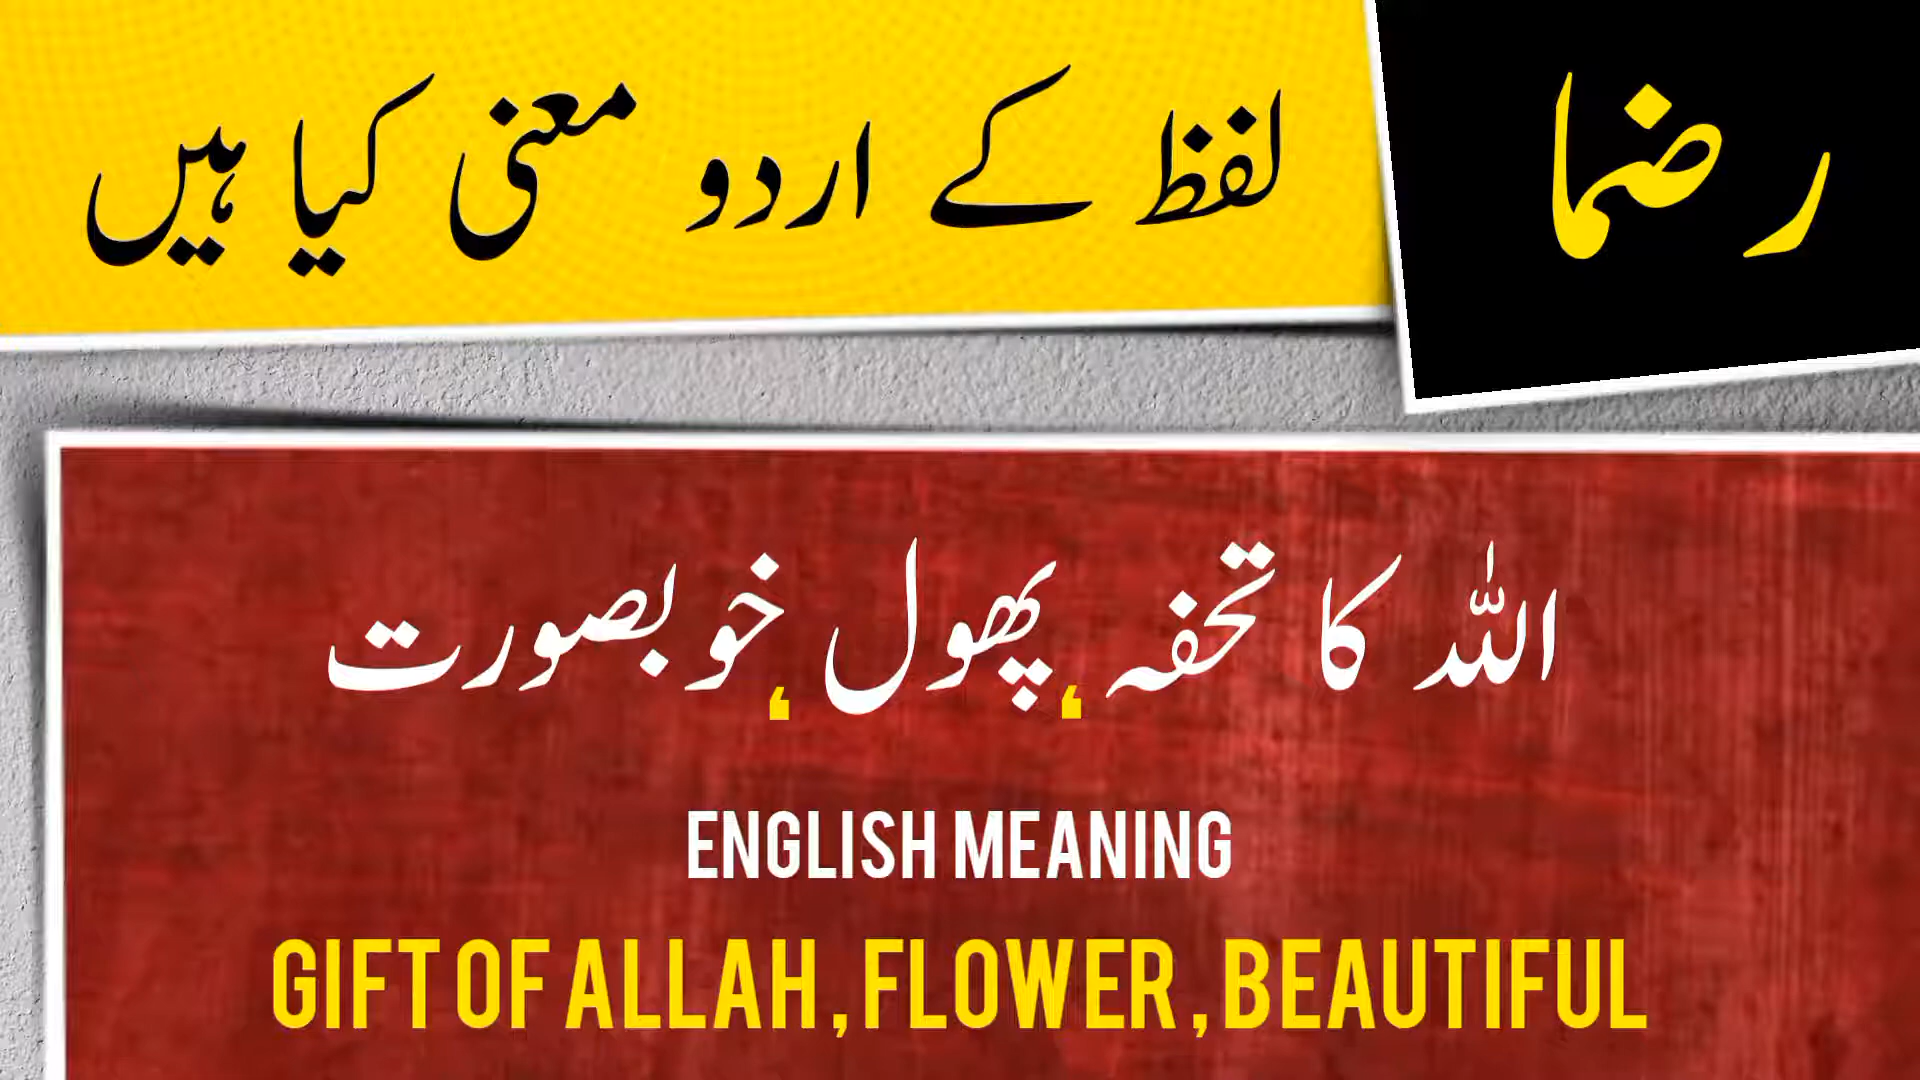 رضما لفظ کے اردو معنی کیا ہیں
اللہ کا تحفہ ‘ پھول ‘ خوبصورت
ENGLISH MEANING
GIFT OF ALLAH , FLOWER , BEAUTIFUL